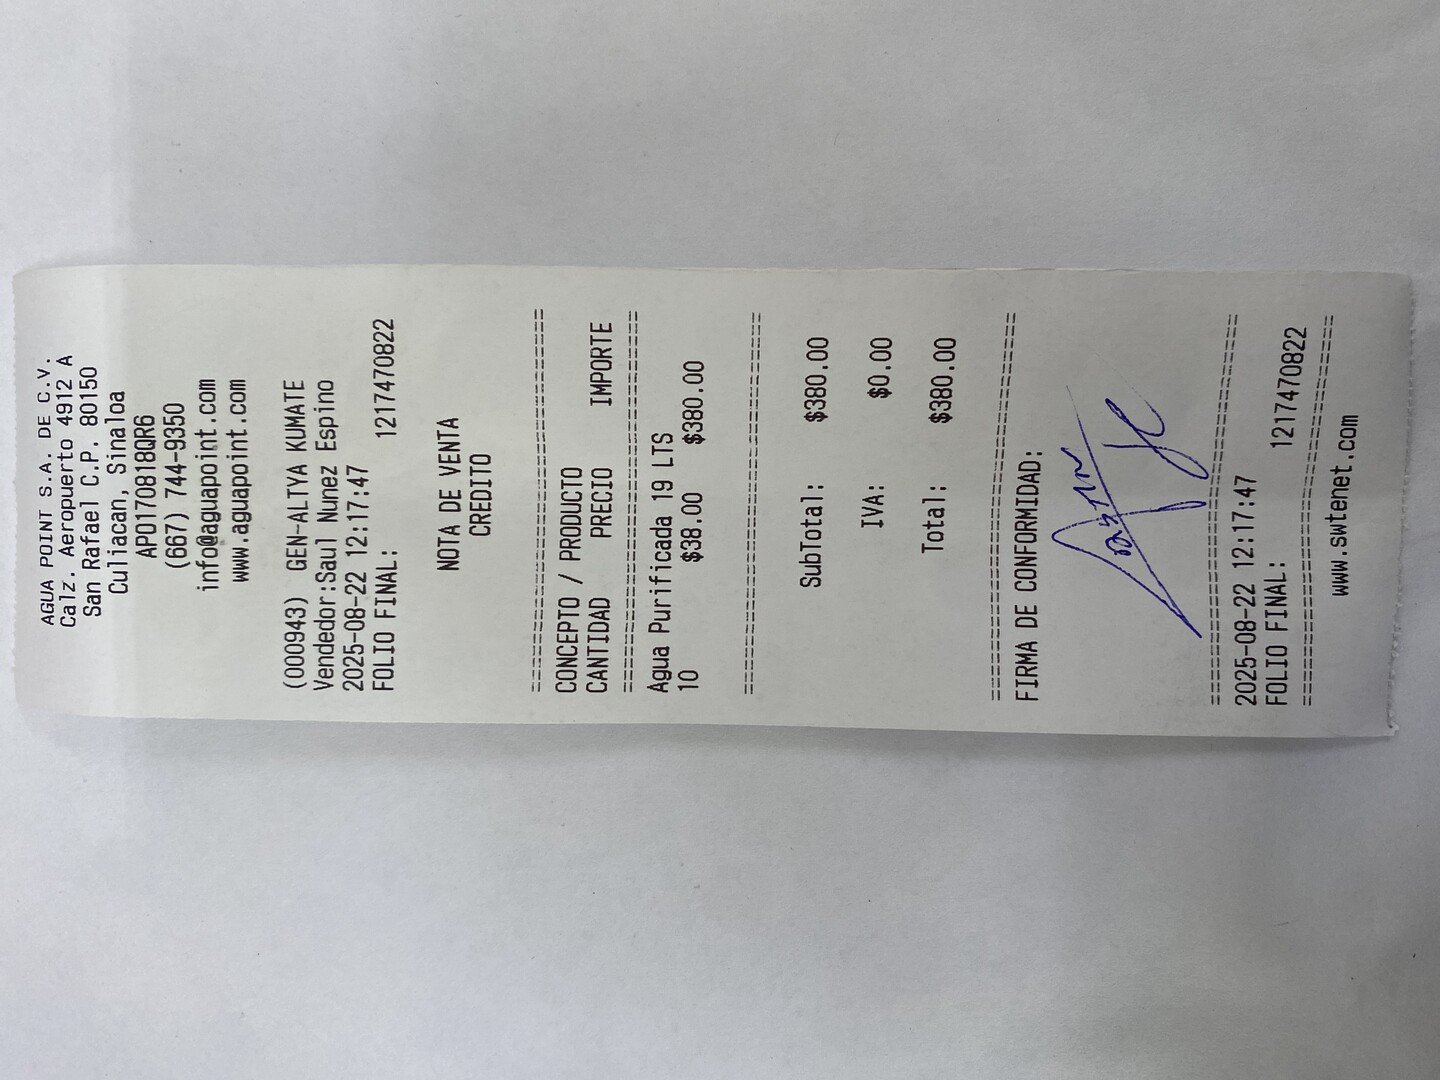 AGUA POINT S.A. DE C.V.
Calz. Aeropuerto 4912 A
San Rafael C.P. 80150
Culiacan, Sinaloa
APO170818QR6
(667) 744-9350
info@aguapoint.com
www.aguapoint.com
(000943) GEN-ALTYA KUMATE
Vendedor:Saul Nunez Espino
2025-08-22 12:17:47
FOLIO FINAL: 1217470822
NOTA DE VENTA
CREDITO
CONCEPTO / PRODUCTO
CANTIDAD PRECIO IMPORTE
Agua Purificada 19 LTS
10 $38.00 $380.00
SubTotal: $380.00
IVA: $0.00
Total: $380.00
FIRMA DE CONFORMIDAD:
2025-08-22 12:17:47
FOLIO FINAL: 1217470822
www.swtenet.com